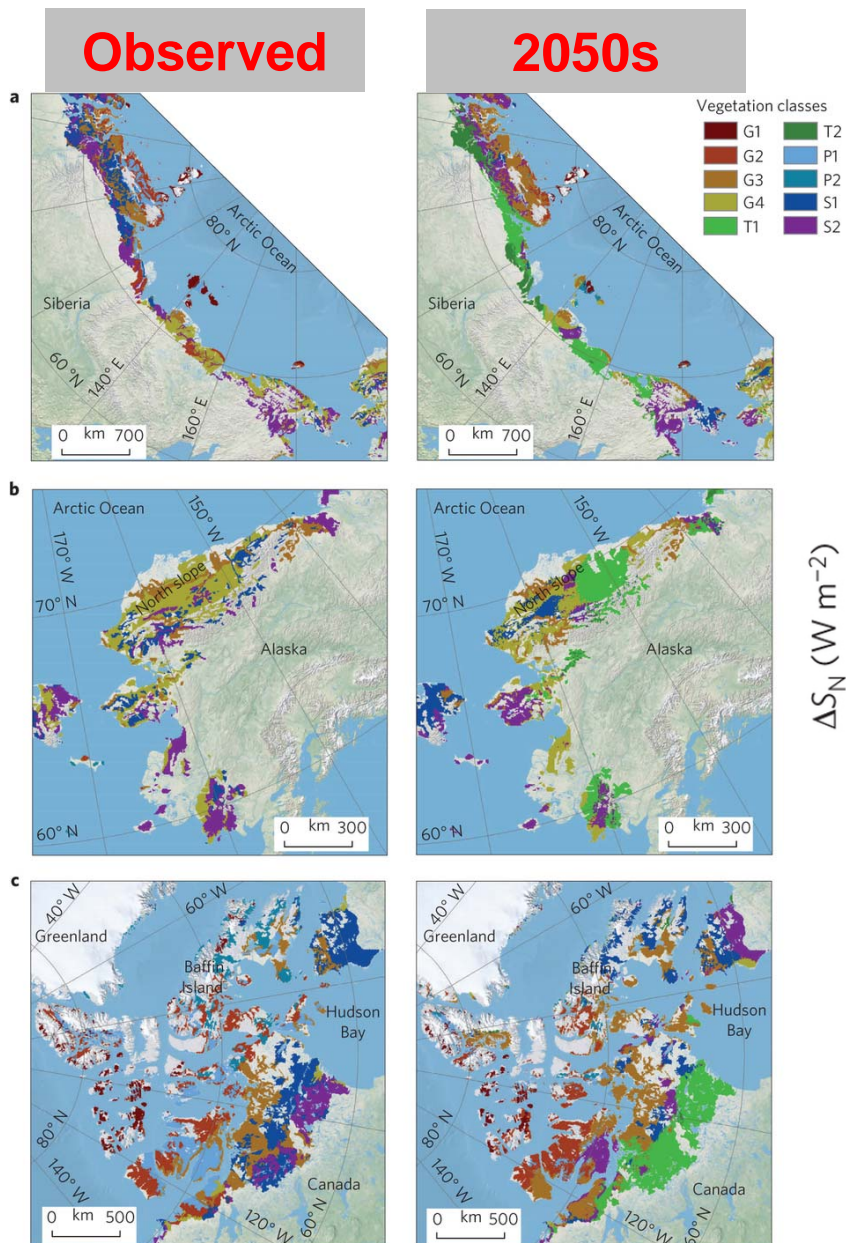 Observed
2050s
a
Arctic Ocean
80° N
Siberia
60° N
140° E
160° E
0 km 700
Arctic Ocean
80° N
Siberia
60° N
140° E
160° E
0 km 700
Vegetation classes
G1 T2
G2 P1
G3 P2
G4 S1
T1 S2
b
Arctic Ocean
150° W
170° W
70° N
North slope
Alaska
60° N
0 km 300
Arctic Ocean
150° W
170° W
70° N
North slope
Alaska
60° N
0 km 300
ΔS_N (W m⁻²)
c
40° W
60° W
Greenland
Baffin
Island
Hudson
Bay
80° N
140° W
Canada
60° N
120° W
0 km 500
40° W
60° W
Greenland
Baffin
Island
Hudson
Bay
80° N
140° W
Canada
60° N
120° W
0 km 500